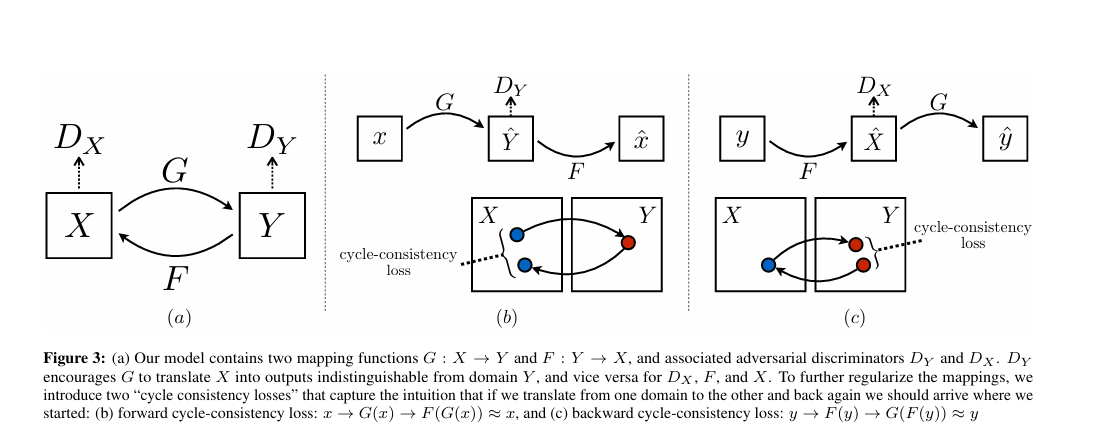 D_X
D_Y
G
X
Y
F
(a)
D_Y
G
x
Ŷ
x̂
F
X
Y
cycle-consistency
loss
(b)
D_X
G
y
X̂
ŷ
F
X
Y
cycle-consistency
loss
(c)
Figure 3: (a) Our model contains two mapping functions G : X → Y and F : Y → X, and associated adversarial discriminators D_Y and D_X. D_Y
encourages G to translate X into outputs indistinguishable from domain Y, and vice versa for D_X, F, and X. To further regularize the mappings, we
introduce two “cycle consistency losses” that capture the intuition that if we translate from one domain to the other and back again we should arrive where we
started: (b) forward cycle-consistency loss: x → G(x) → F(G(x)) ≈ x, and (c) backward cycle-consistency loss: y → F(y) → G(F(y)) ≈ y